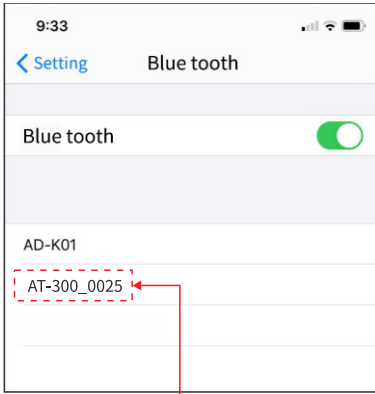 9:33
Setting Blue tooth
Blue tooth
AD-K01
AT-300_0025